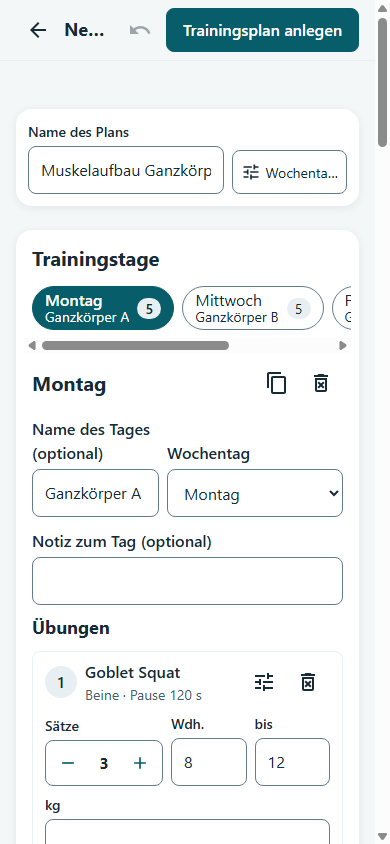 Ne...
Trainingsplan anlegen
Name des Plans
Muskelaufbau Ganzkörp
Wochenta...
Trainingstage
Montag
Ganzkörper A
5
Mittwoch
Ganzkörper B
5
Montag
Name des Tages
(optional)
Wochentag
Ganzkörper A
Montag
Notiz zum Tag (optional)
Übungen
1
Goblet Squat
Beine · Pause 120 s
Sätze
Wdh.
bis
3
8
12
kg